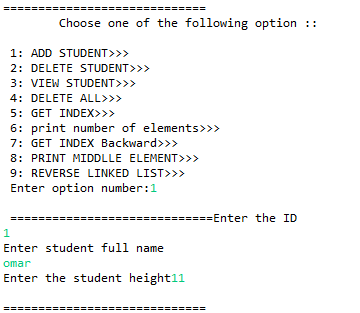 =============================
Choose one of the following option ::
1: ADD STUDENT>>>
2: DELETE STUDENT>>>
3: VIEW STUDENT>>>
4: DELETE ALL>>>
5: GET INDEX>>>
6: print number of elements>>>
7: GET INDEX Backward>>>
8: PRINT MIDDLLE ELEMENT>>>
9: REVERSE LINKED LIST>>>
Enter option number:1
=============================Enter the ID
1
Enter student full name
omar
Enter the student height11
=============================